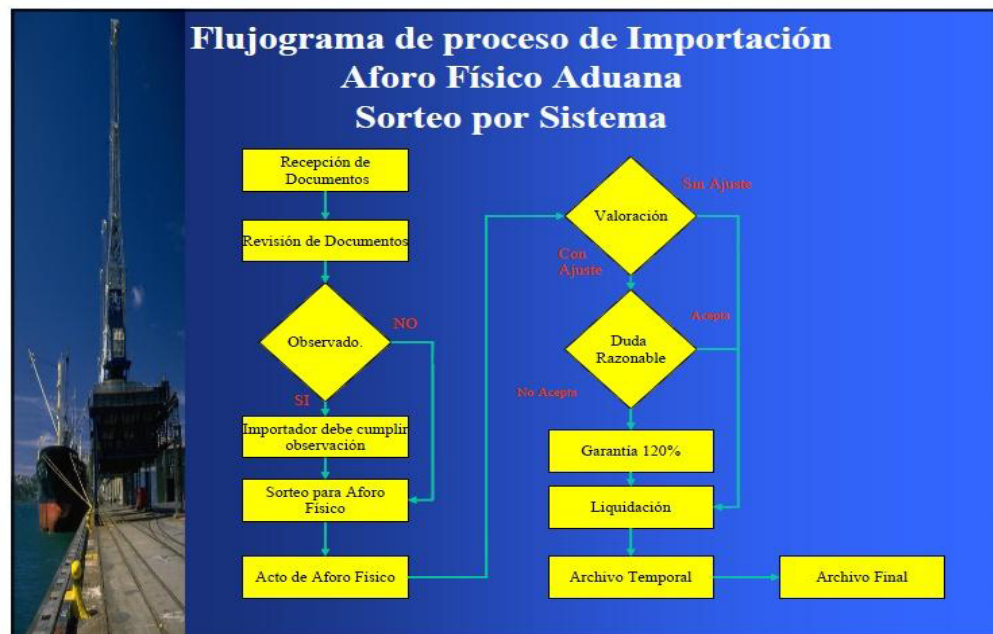 Flujograma de proceso de Importación
Aforo Físico Aduana
Sorteo por Sistema
Recepción de
Documentos
Revisión de Documentos
Observado.
NO
SI
Importador debe cumplir
observación
Sorteo para Aforo
Físico
Acto de Aforo Físico
Valoración
Sin Ajuste
Con
Ajuste
Duda
Razonable
Acepta
No Acepta
Garantía 120%
Liquidación
Archivo Temporal
Archivo Final